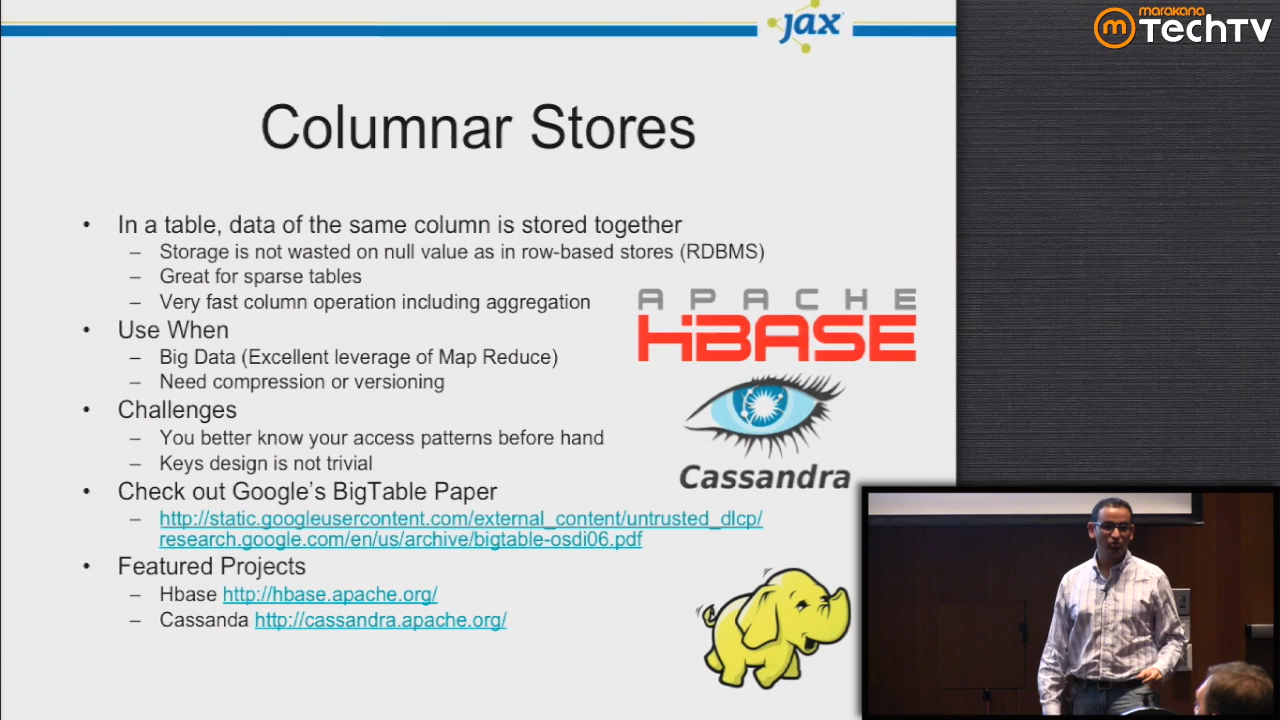 jax
marakana
m TechTV
Columnar Stores
• In a table, data of the same column is stored together
– Storage is not wasted on null value as in row-based stores (RDBMS)
– Great for sparse tables
– Very fast column operation including aggregation
• Use When
– Big Data (Excellent leverage of Map Reduce)
– Need compression or versioning
• Challenges
– You better know your access patterns before hand
– Keys design is not trivial
• Check out Google's BigTable Paper
– http://static.googleusercontent.com/external_content/untrusted_dlcp/
research.google.com/en/us/archive/bigtable-osdi06.pdf
• Featured Projects
– Hbase http://hbase.apache.org/
– Cassanda http://cassandra.apache.org/
APACHE
HBASE
Cassandra